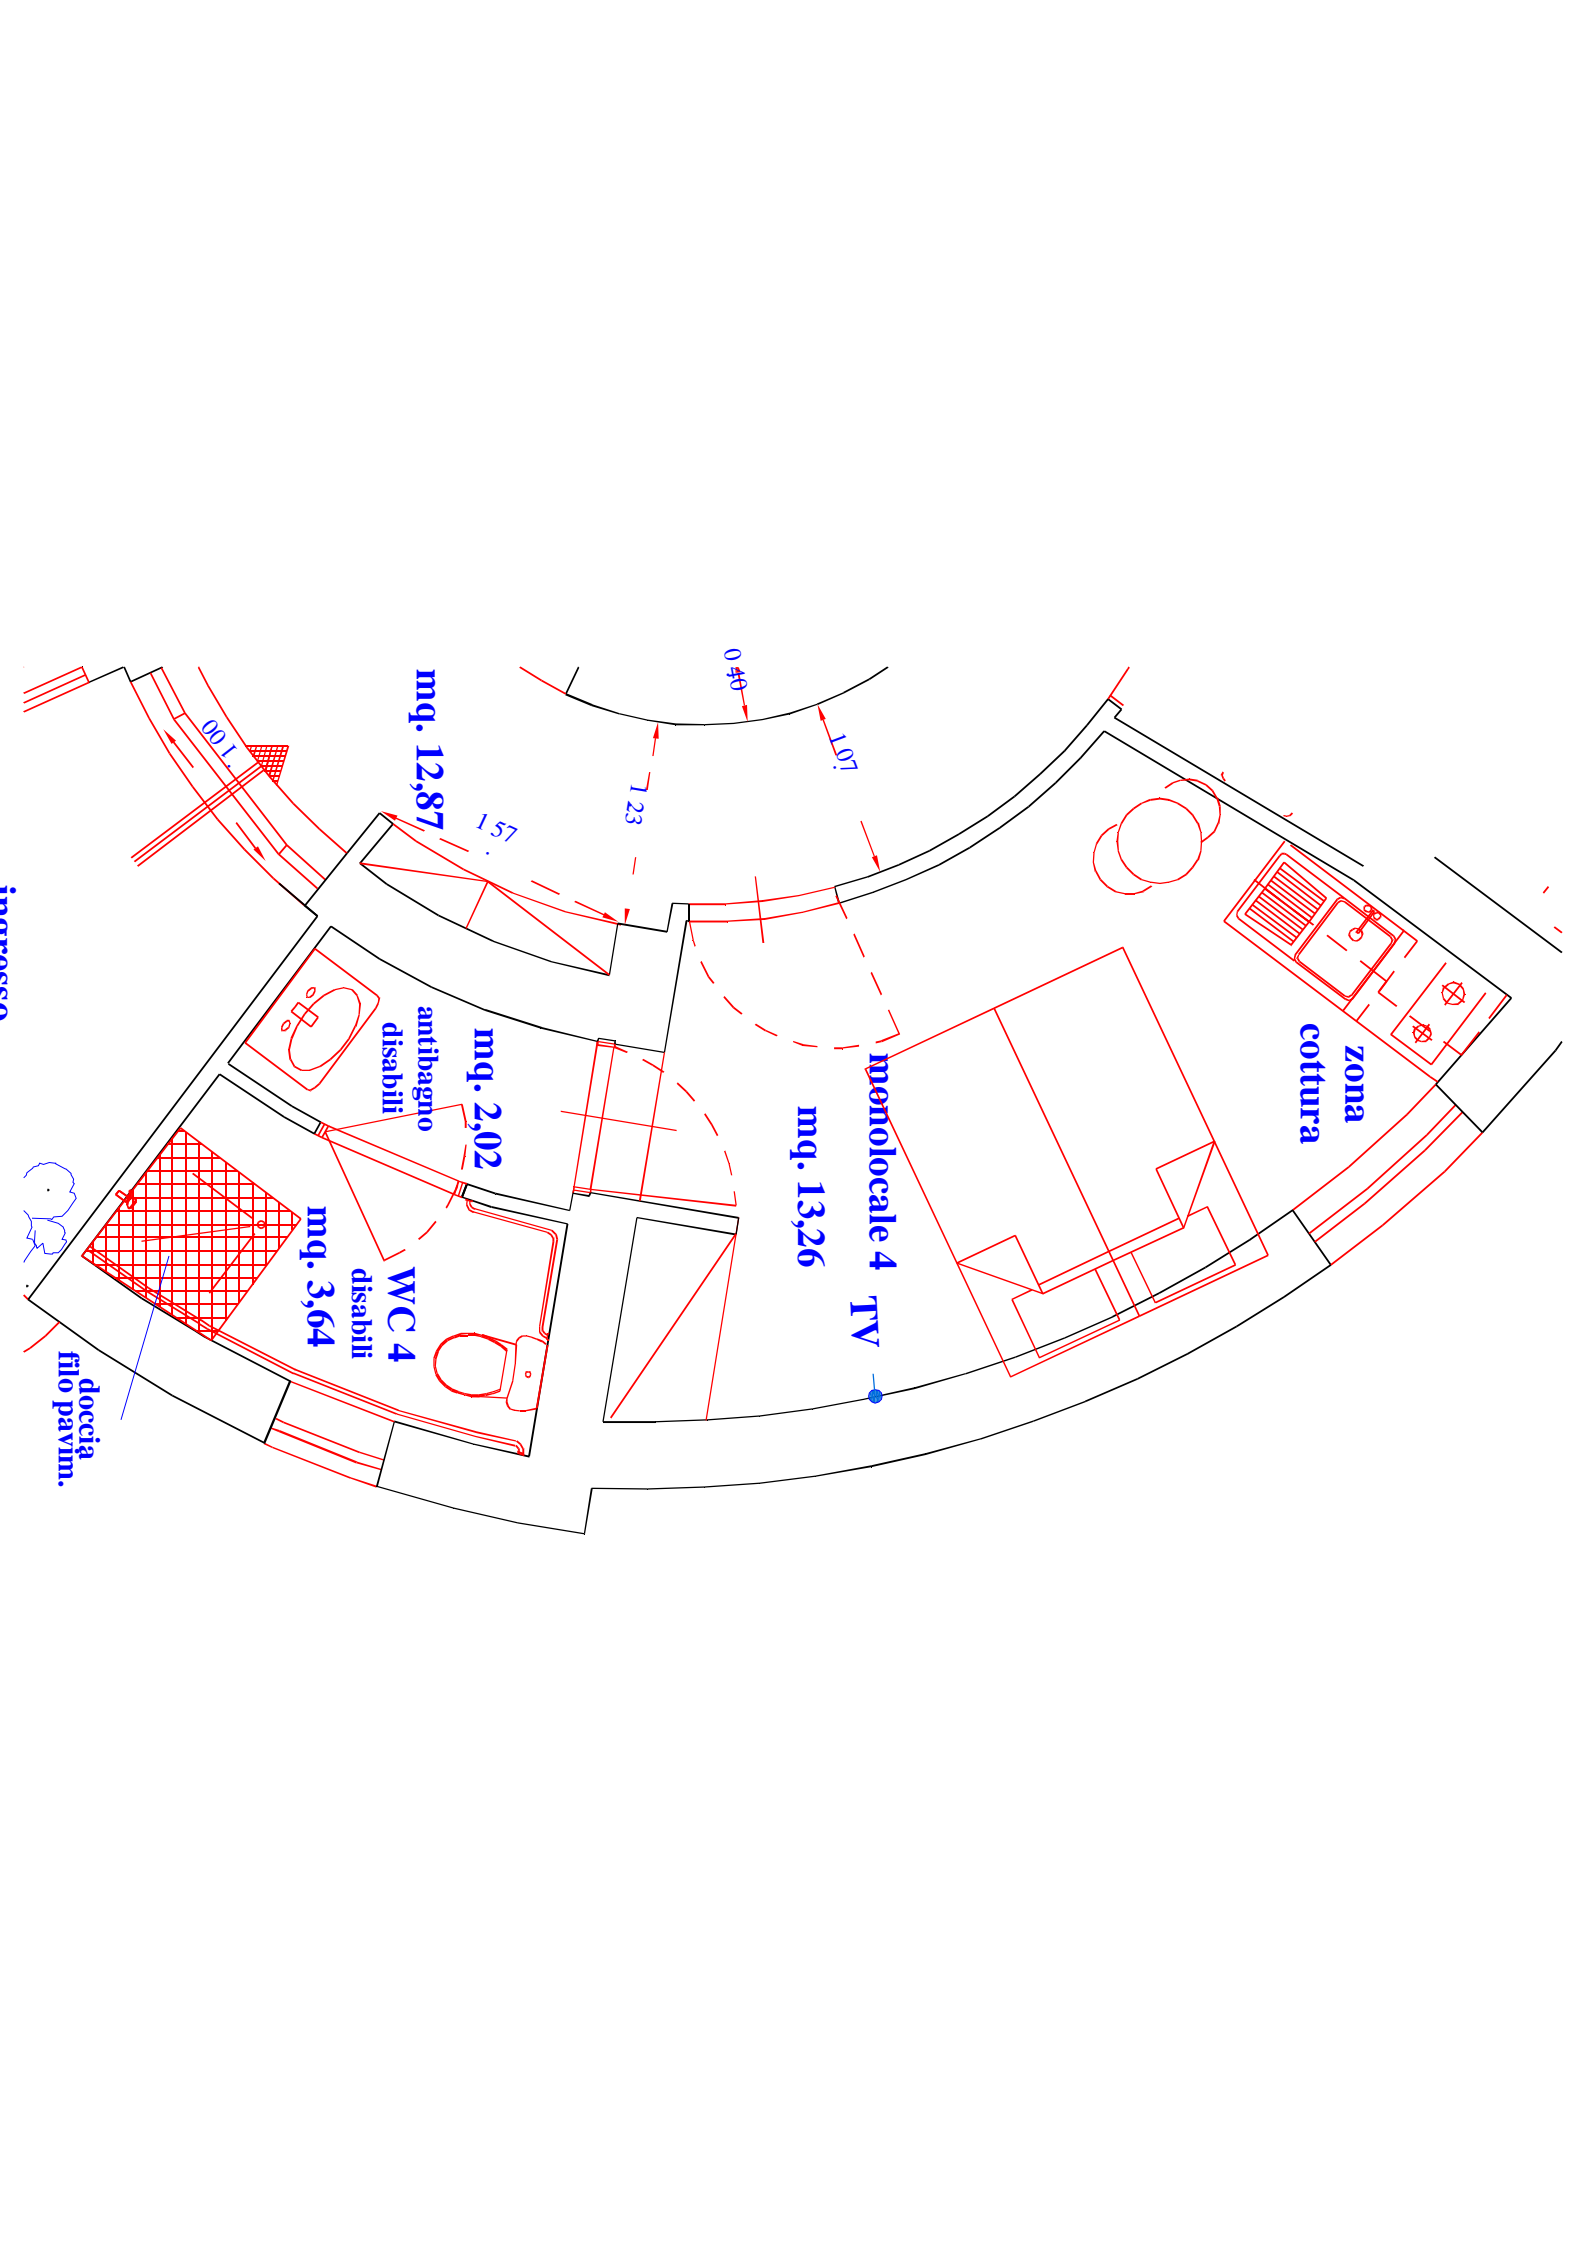 zona
cottura
monolocale 4 TV
mq. 13,26
0 40
1 07
1 23
1 57
mq. 12,87
1 00
mq. 2,02
antibagno
disabili
WC 4
disabili
mq. 3,64
doccia
filo pavim.
ingresso